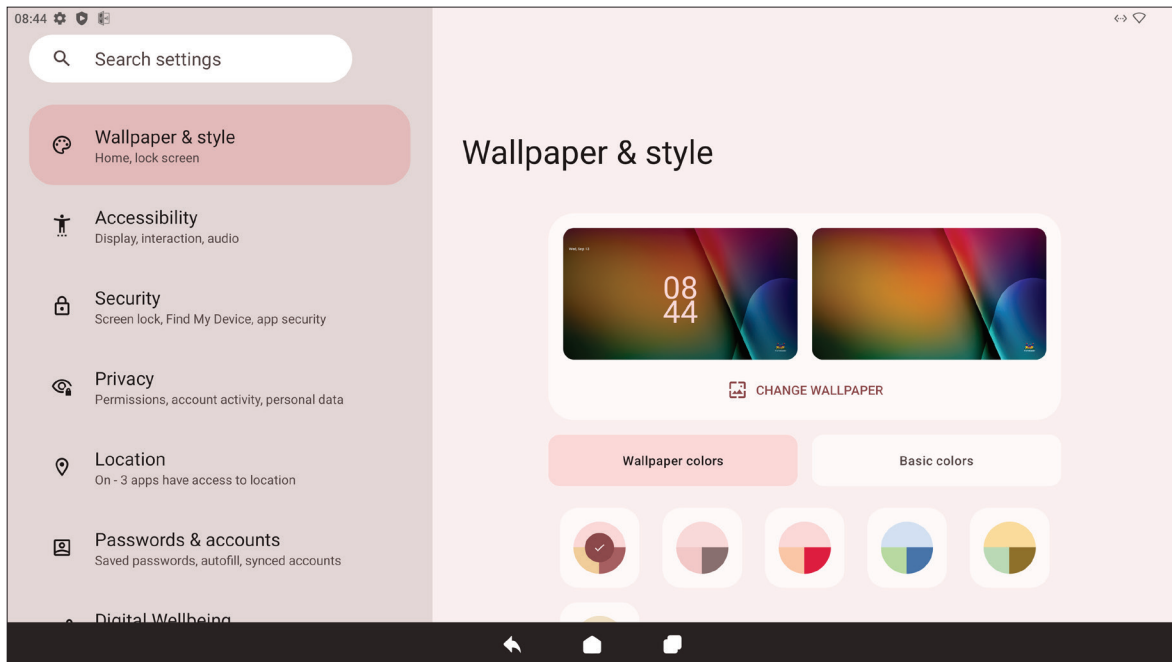 08:44
Search settings
Wallpaper & style
Home, lock screen
Accessibility
Display, interaction, audio
Security
Screen lock, Find My Device, app security
Privacy
Permissions, account activity, personal data
Location
On - 3 apps have access to location
Passwords & accounts
Saved passwords, autofill, synced accounts
Digital Wellbeing
Wallpaper & style
08
44
CHANGE WALLPAPER
Wallpaper colors
Basic colors